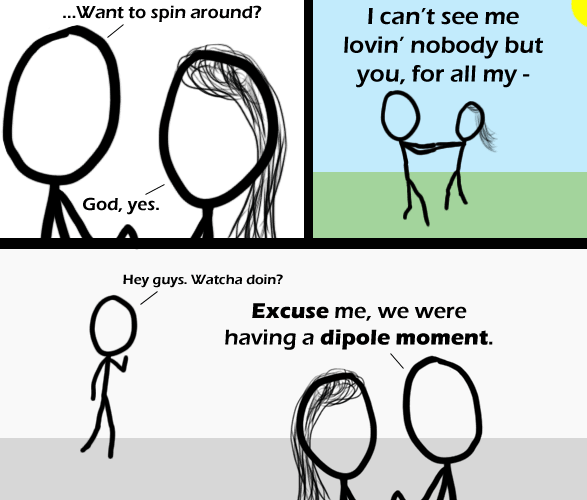 ...Want to spin around?
God, yes.
I can't see me
lovin' nobody but
you, for all my -
Hey guys. Watcha doin?
Excuse me, we were
having a dipole moment.